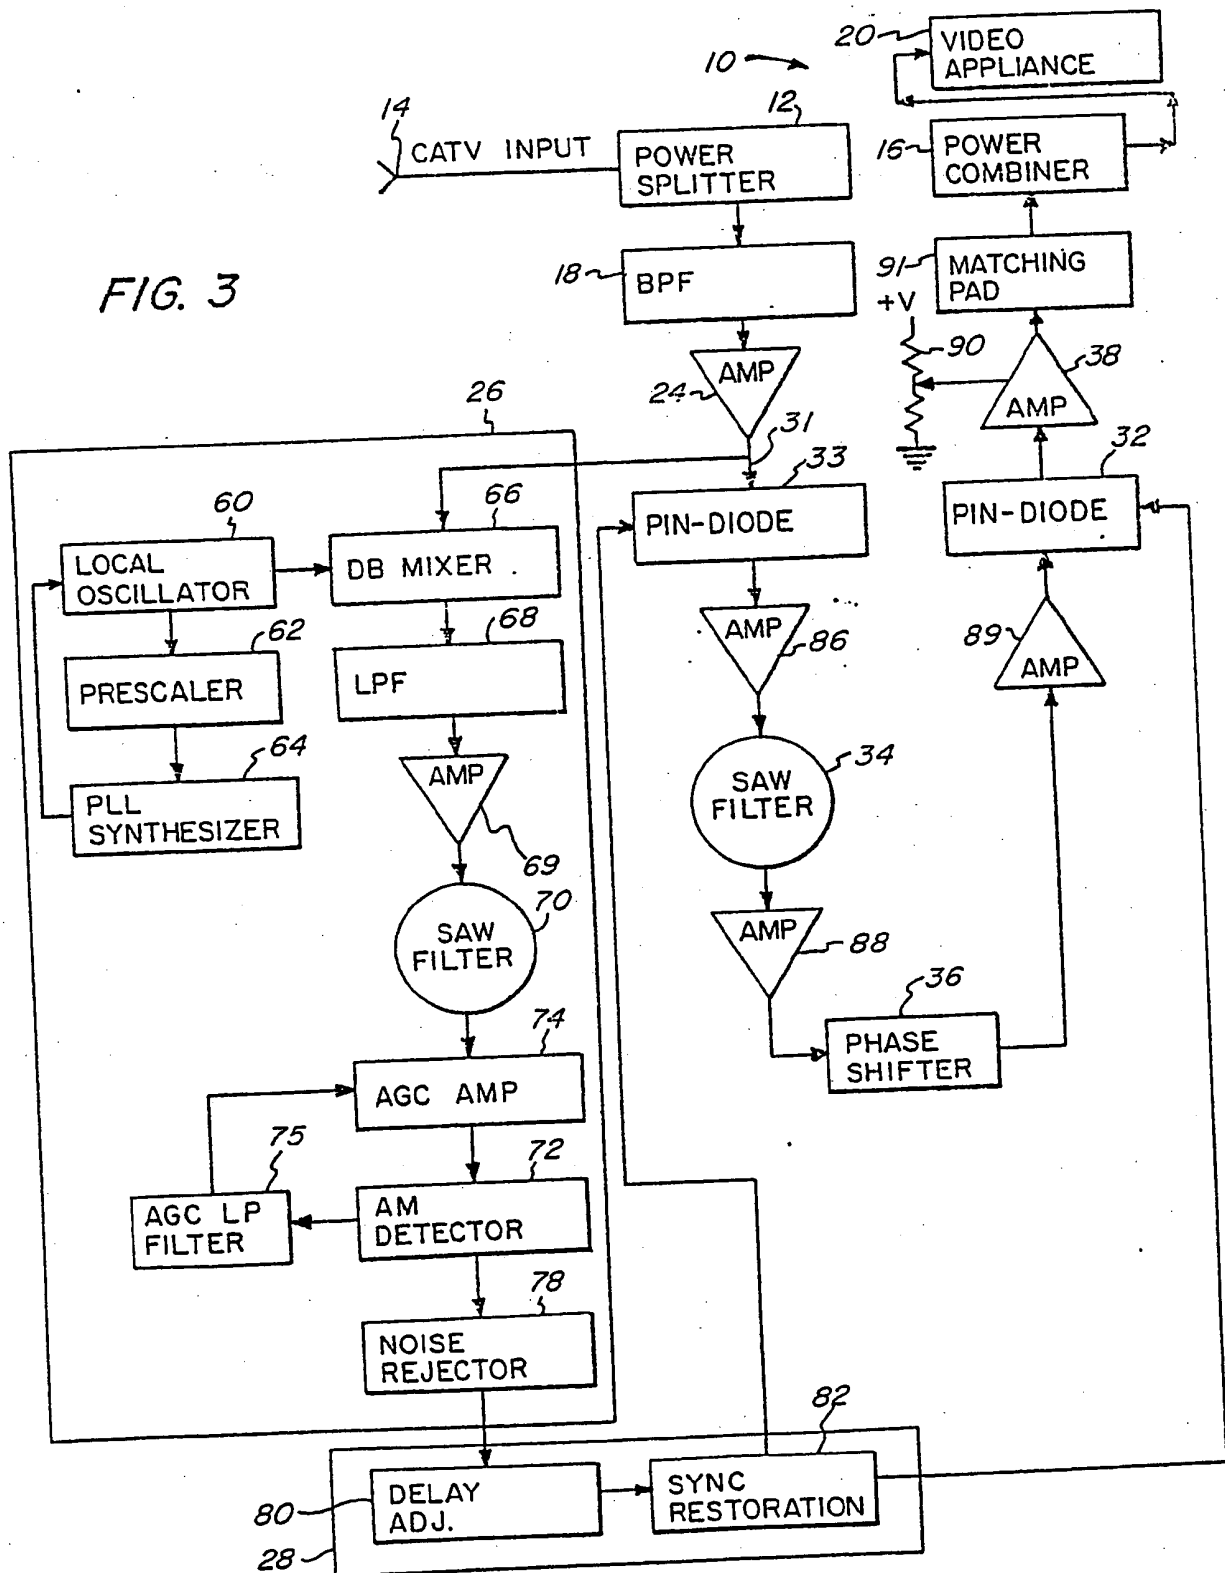 20
VIDEO
APPLIANCE
10
14
CATV INPUT
12
POWER
SPLITTER
16
POWER
COMBINER
FIG. 3
18
BPF
91
MATCHING
PAD
+V
90
AMP
24
38
AMP
26
31
33
PIN-DIODE
32
PIN-DIODE
60
LOCAL
OSCILLATOR
66
DB MIXER
62
PRESCALER
68
LPF
AMP
86
89
AMP
64
PLL
SYNTHESIZER
AMP
69
34
SAW
FILTER
70
SAW
FILTER
AMP
88
36
PHASE
SHIFTER
74
AGC AMP
75
AGC LP
FILTER
72
AM
DETECTOR
78
NOISE
REJECTOR
82
80
DELAY
ADJ.
SYNC
RESTORATION
28